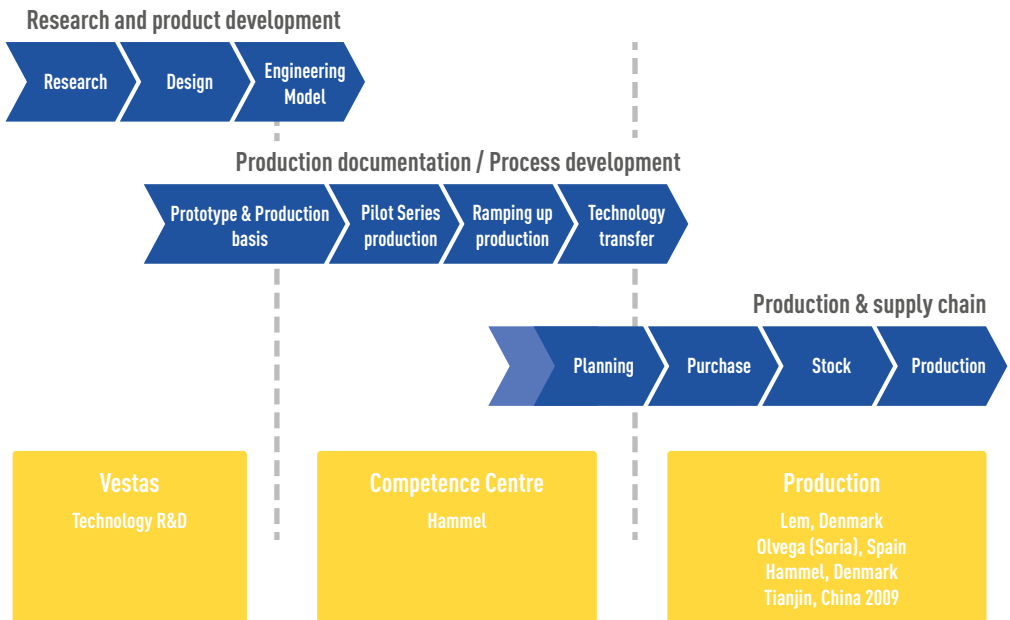 Research and product development
Research
Design
Engineering
Model
Production documentation / Process development
Prototype & Production
basis
Pilot Series
production
Ramping up
production
Technology
transfer
Production & supply chain
Planning
Purchase
Stock
Production
Vestas
Technology R&D
Competence Centre
Hammel
Production
Lem, Denmark
Olvega (Soria), Spain
Hammel, Denmark
Tianjin, China 2009